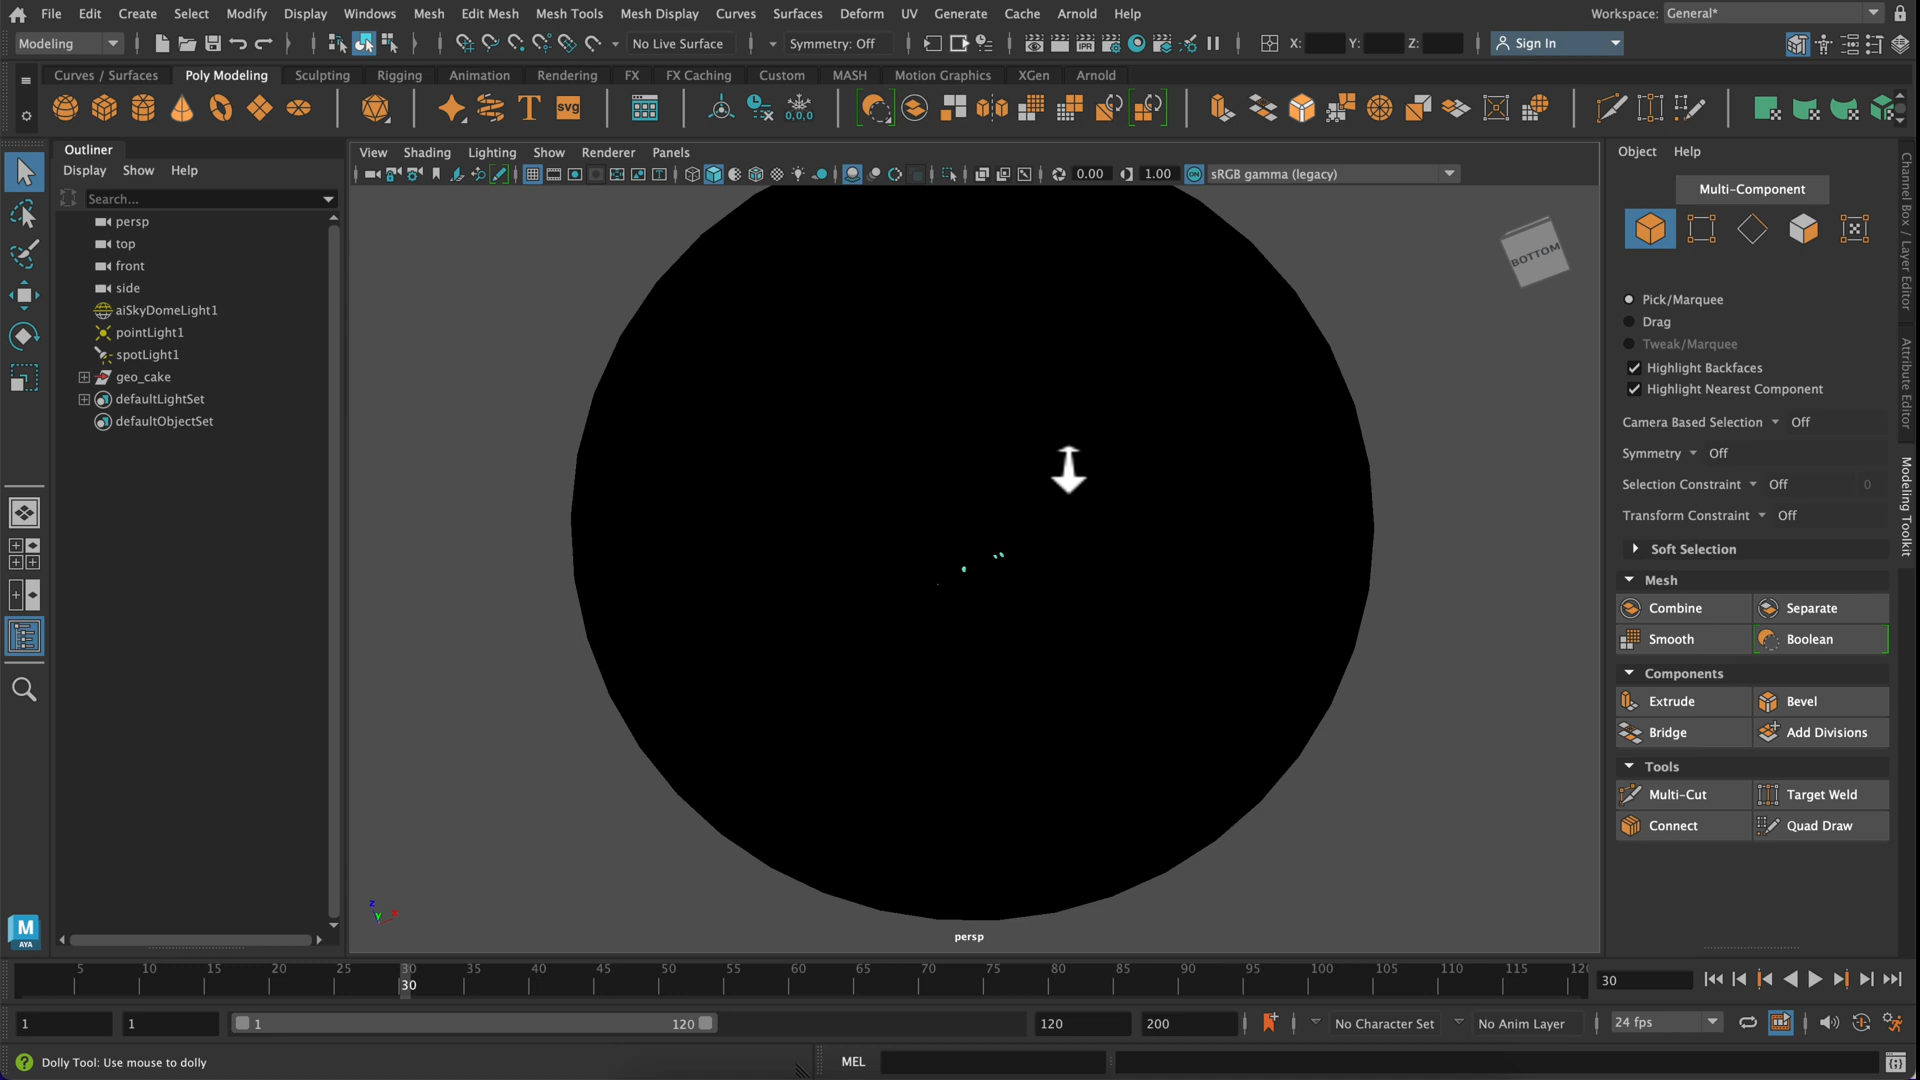 File Edit Create Select Modify Display Windows Mesh Edit Mesh Mesh Tools Mesh Display Curves Surfaces Deform UV Generate Cache Arnold Help Workspace: General*
Modeling No Live Surface Symmetry: Off IPR X: Y: Z: Sign In
Curves / Surfaces Poly Modeling Sculpting Rigging Animation Rendering FX FX Caching Custom MASH Motion Graphics XGen Arnold
T svg 0,0,0
Outliner
Display Show Help
Search...
persp
top
front
side
aiSkyDomeLight1
pointLight1
spotLight1
geo_cake
defaultLightSet
defaultObjectSet
View Shading Lighting Show Renderer Panels
0.00 1.00 ON sRGB gamma (legacy)
BOTTOM
z
y x
persp
Object Help
Multi-Component
Pick/Marquee
Drag
Tweak/Marquee
Highlight Backfaces
Highlight Nearest Component
Camera Based Selection Off
Symmetry Off
Selection Constraint Off 0
Transform Constraint Off
Soft Selection
Mesh
Combine Separate
Smooth Boolean
Components
Extrude Bevel
Bridge Add Divisions
Tools
Multi-Cut Target Weld
Connect Quad Draw
Channel Box / Layer Editor
Attribute Editor
Modeling Toolkit
M
AYA
5 10 15 20 25 30 35 40 45 50 55 60 65 70 75 80 85 90 95 100 105 110 115 120
30 30
1 1 1 120 120 200 No Character Set No Anim Layer 24 fps
Dolly Tool: Use mouse to dolly MEL